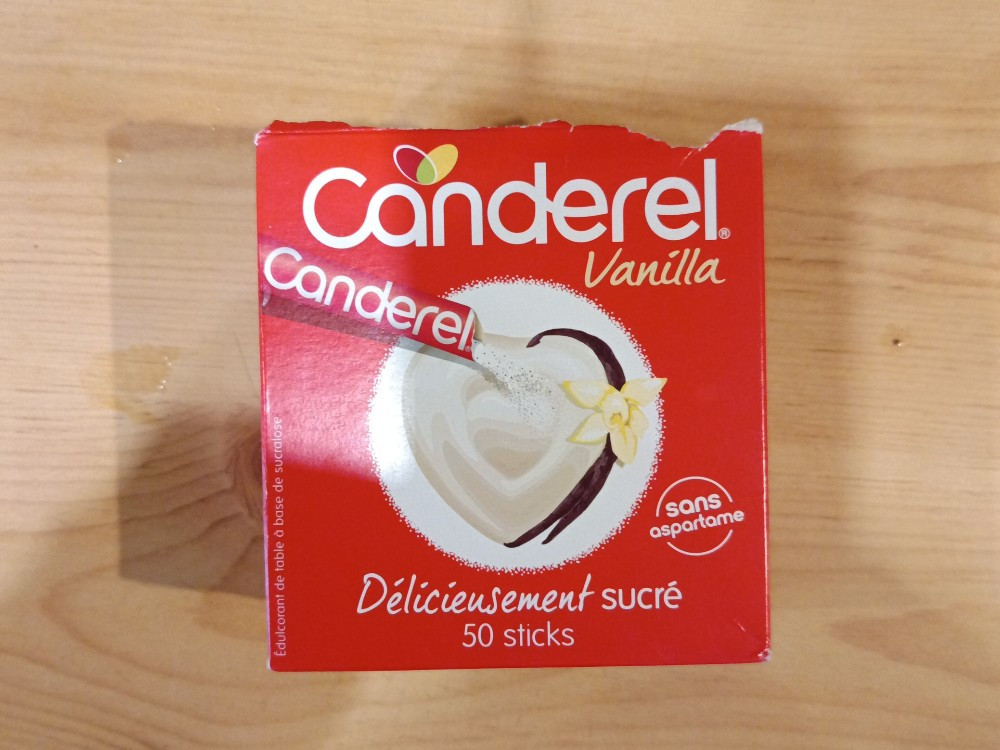 Canderel®
Vanilla
Canderel
sans
aspartame
Édulcorant de table à base de sucralose
Délicieusement sucré
50 sticks